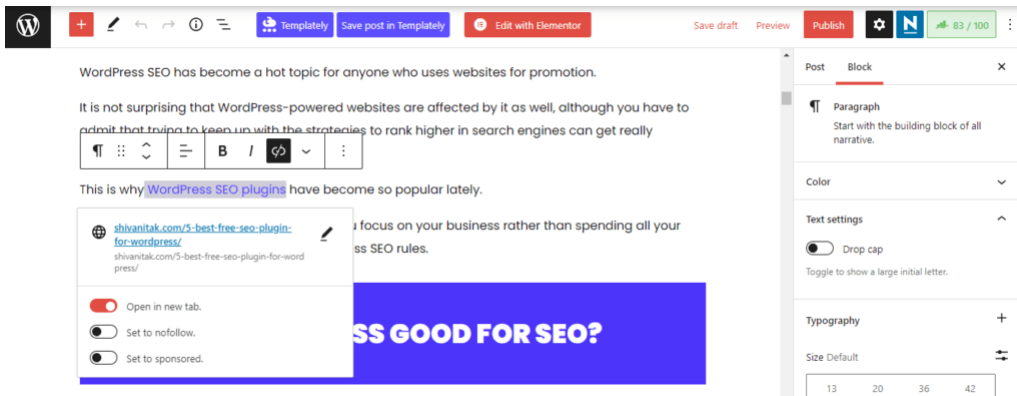 Templately
Save post in Templately
Edit with Elementor
Save draft
Preview
Publish
83 / 100
WordPress SEO has become a hot topic for anyone who uses websites for promotion.
It is not surprising that WordPress-powered websites are affected by it as well, although you have to
admit that trying to keep up with the strategies to rank higher in search engines can get really
B I
This is why WordPress SEO plugins have become so popular lately.
focus on your business rather than spending all your
ss SEO rules.
shivanitak.com/5-best-free-seo-plugin-
for-wordpress/
shivanitak.com/5-best-free-seo-plugin-for-word
press/
Open in new tab.
Set to nofollow.
Set to sponsored.
SS GOOD FOR SEO?
Post
Block
Paragraph
Start with the building block of all
narrative.
Color
Text settings
Drop cap
Toggle to show a large initial letter.
Typography
Size Default
13 20 36 42